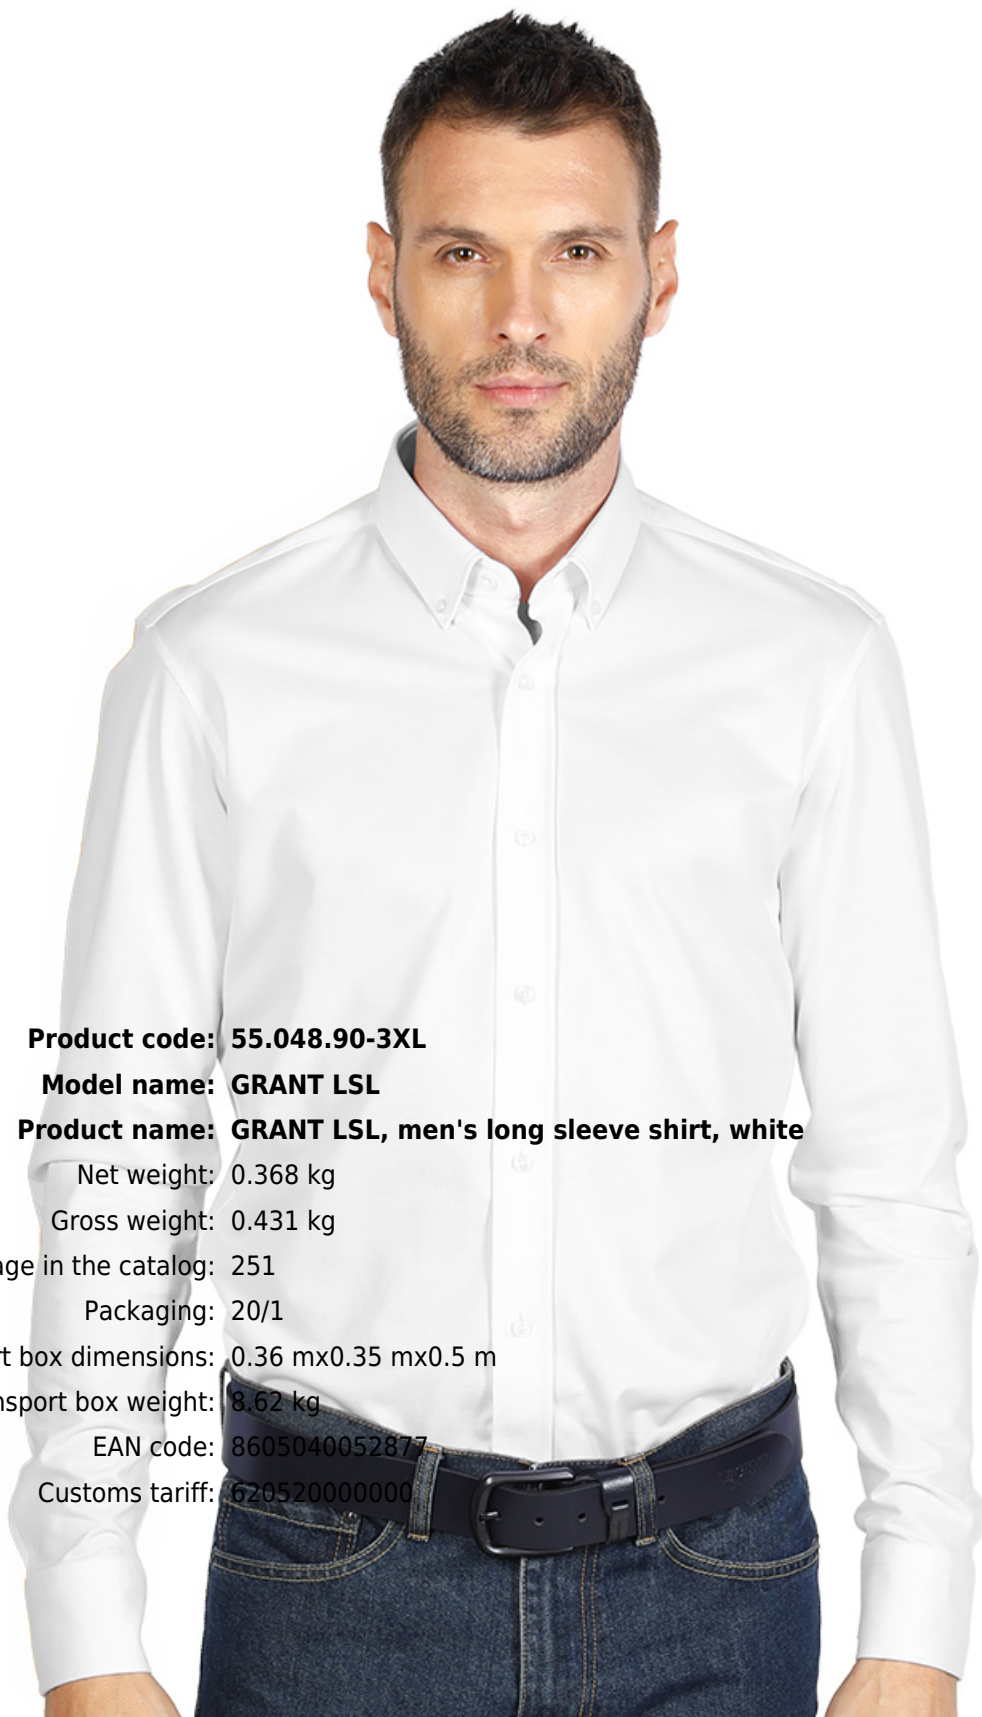 Product code: 55.048.90-3XL
Model name: GRANT LSL
Product name: GRANT LSL, men's long sleeve shirt, white
Net weight: 0.368 kg
Gross weight: 0.431 kg
age in the catalog: 251
Packaging: 20/1
rt box dimensions: 0.36 mx0.35 mx0.5 m
nsport box weight: 8.62 kg
EAN code: 8605040052877
Customs tariff: 620520000000